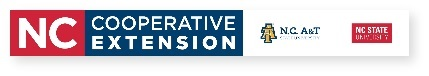 NC COOPERATIVE
EXTENSION
N.C. A&T
NC STATE
UNIVERSITY